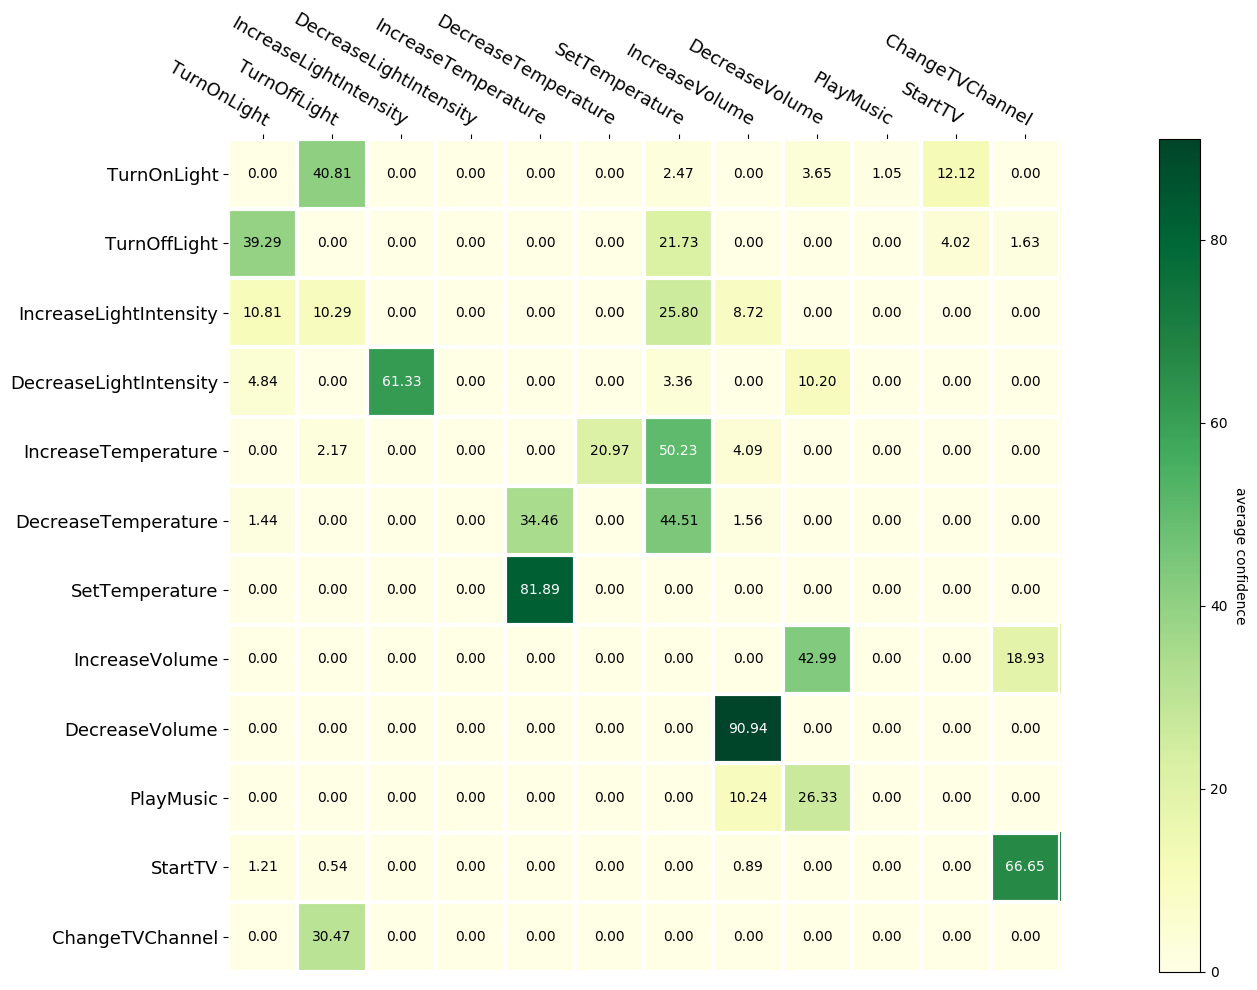 TurnOnLight
TurnOffLight
IncreaseLightIntensity
DecreaseLightIntensity
IncreaseTemperature
DecreaseTemperature
SetTemperature
IncreaseVolume
DecreaseVolume
PlayMusic
StartTV
ChangeTVChannel
TurnOnLight 0.00 40.81 0.00 0.00 0.00 0.00 2.47 0.00 3.65 1.05 12.12 0.00
TurnOffLight 39.29 0.00 0.00 0.00 0.00 0.00 21.73 0.00 0.00 0.00 4.02 1.63
IncreaseLightIntensity 10.81 10.29 0.00 0.00 0.00 0.00 25.80 8.72 0.00 0.00 0.00 0.00
DecreaseLightIntensity 4.84 0.00 61.33 0.00 0.00 0.00 3.36 0.00 10.20 0.00 0.00 0.00
IncreaseTemperature 0.00 2.17 0.00 0.00 0.00 20.97 50.23 4.09 0.00 0.00 0.00 0.00
DecreaseTemperature 1.44 0.00 0.00 0.00 34.46 0.00 44.51 1.56 0.00 0.00 0.00 0.00
SetTemperature 0.00 0.00 0.00 0.00 81.89 0.00 0.00 0.00 0.00 0.00 0.00 0.00
IncreaseVolume 0.00 0.00 0.00 0.00 0.00 0.00 0.00 0.00 42.99 0.00 0.00 18.93
DecreaseVolume 0.00 0.00 0.00 0.00 0.00 0.00 0.00 90.94 0.00 0.00 0.00 0.00
PlayMusic 0.00 0.00 0.00 0.00 0.00 0.00 0.00 10.24 26.33 0.00 0.00 0.00
StartTV 1.21 0.54 0.00 0.00 0.00 0.00 0.00 0.89 0.00 0.00 0.00 66.65
ChangeTVChannel 0.00 30.47 0.00 0.00 0.00 0.00 0.00 0.00 0.00 0.00 0.00 0.00
80
60
40
20
0
average confidence